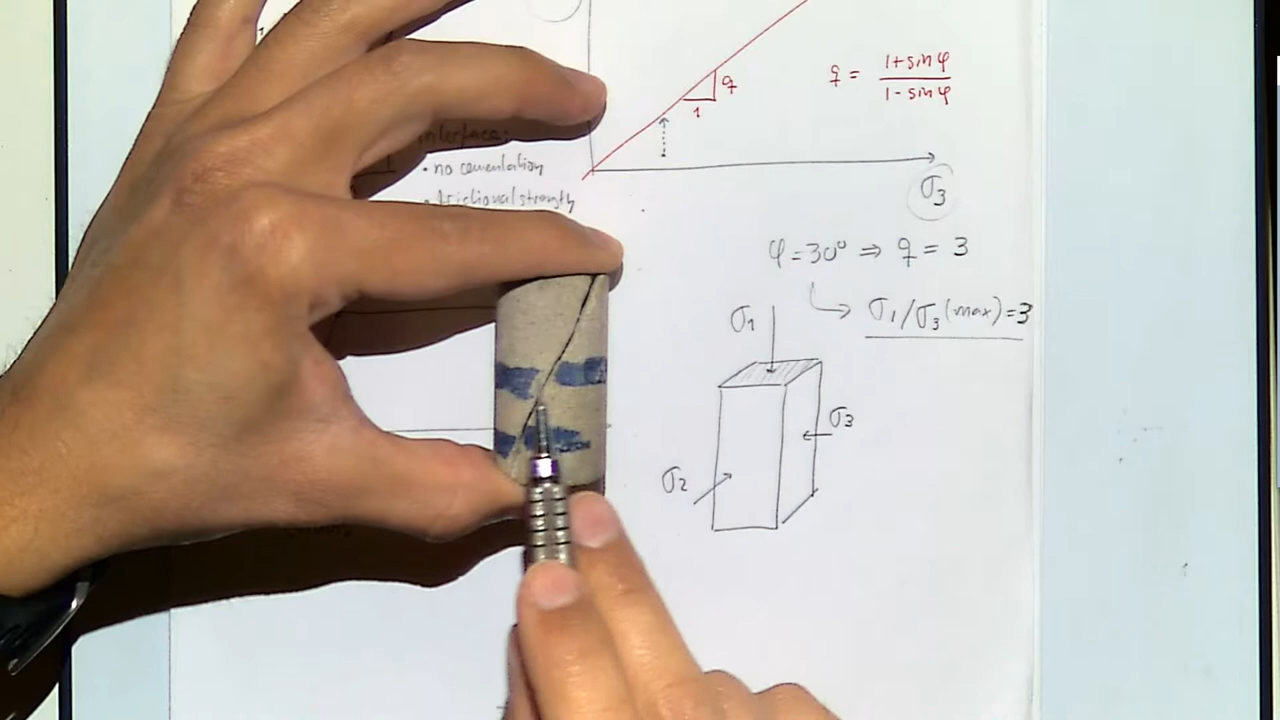 interface:
• no cementation
• frictional strength
q
1
q = 1+sin φ
1-sin φ
σ3
φ=30° ⇒ q = 3
σ1/σ3(max)=3
σ1
σ3
σ2